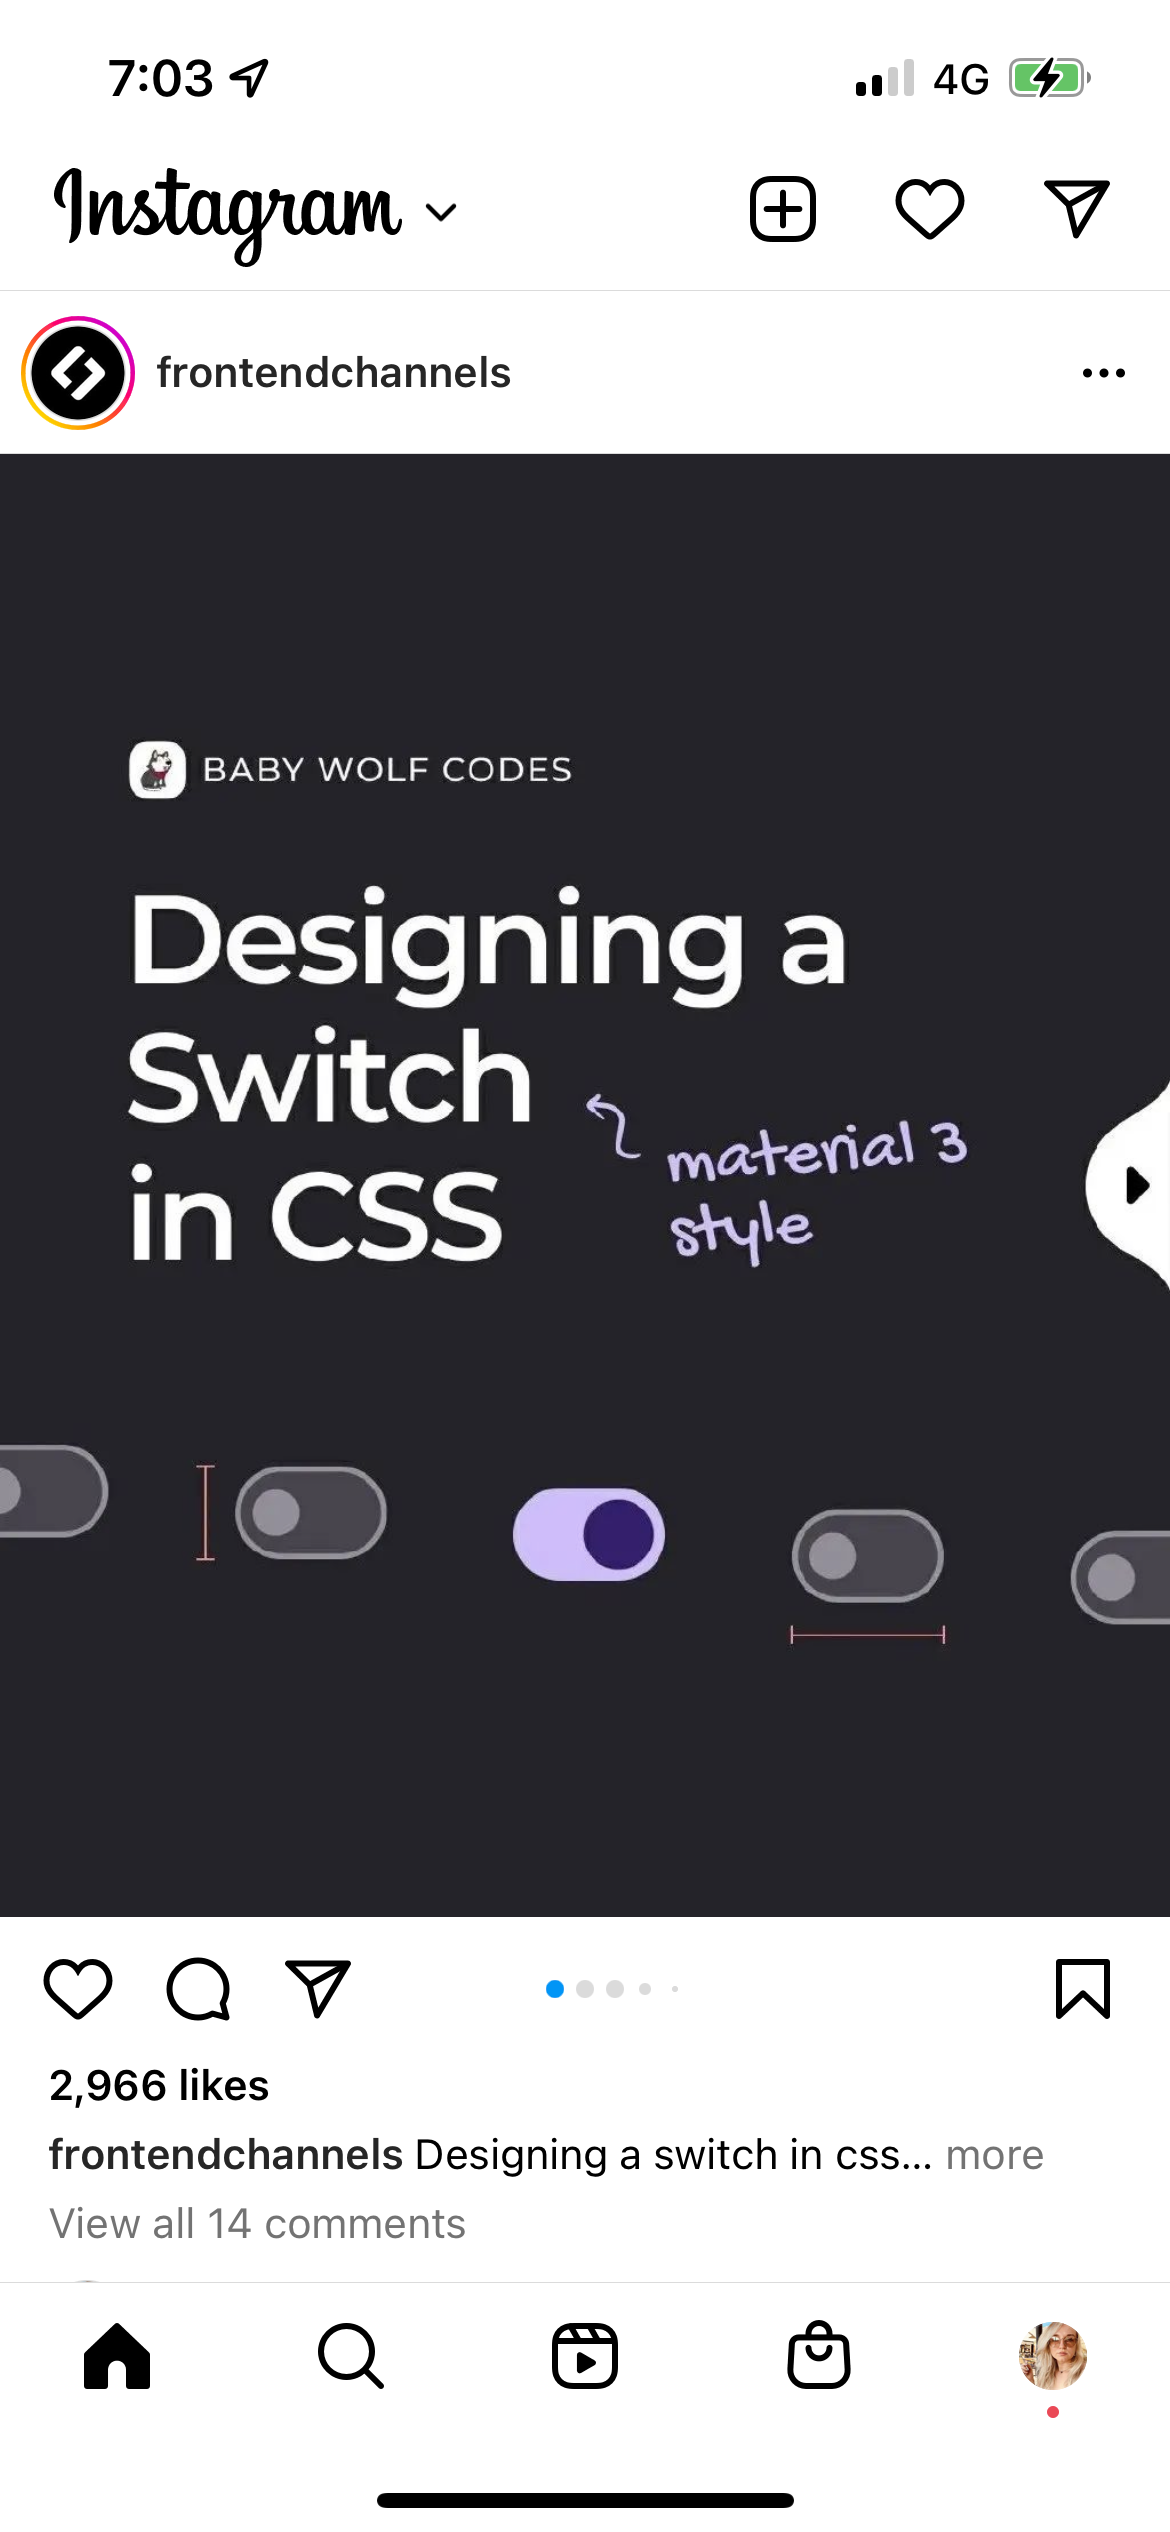 7:03
4G
Instagram
frontendchannels
BABY WOLF CODES
Designing a
Switch
in CSS
material 3
style
2,966 likes
frontendchannels Designing a switch in css... more
View all 14 comments